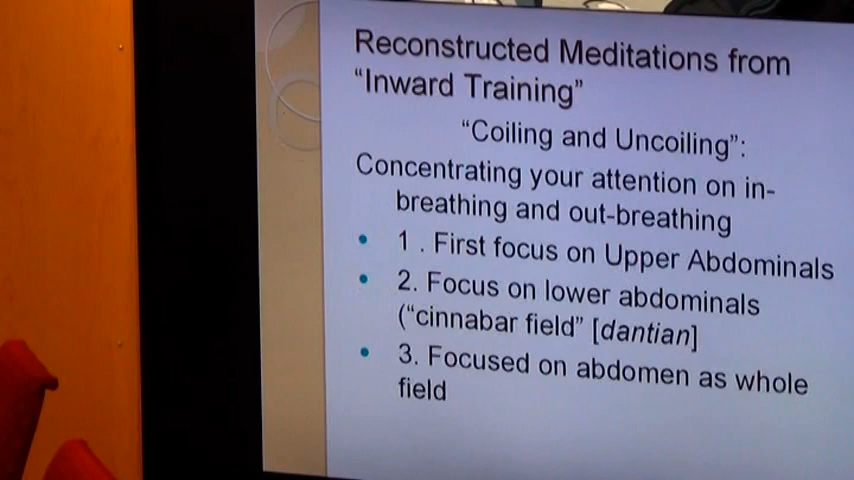 Reconstructed Meditations from
“Inward Training”
“Coiling and Uncoiling”:
Concentrating your attention on in-
breathing and out-breathing
• 1 . First focus on Upper Abdominals
• 2. Focus on lower abdominals
(“cinnabar field” [dantian]
• 3. Focused on abdomen as whole
field